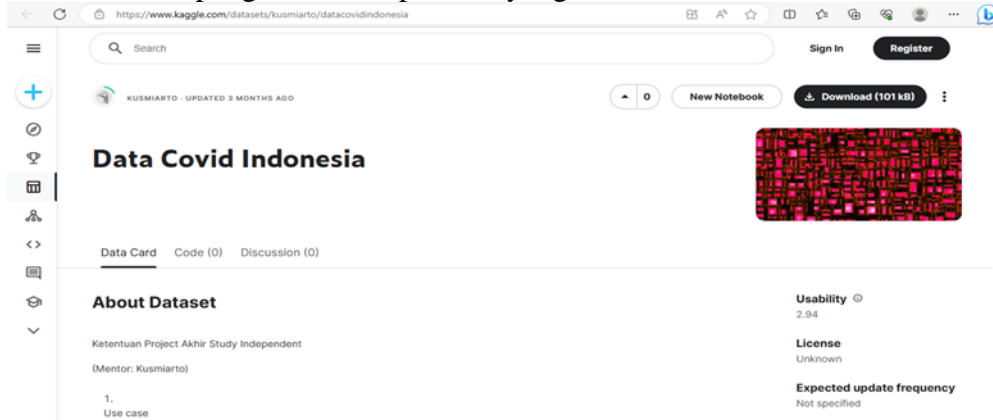 https://www.kaggle.com/datasets/kusmiarto/datacovidindonesia
Search
Sign In
Register
KUSMIARTO · UPDATED 3 MONTHS AGO
0
New Notebook
Download (101 kB)
Data Covid Indonesia
Data Card
Code (0)
Discussion (0)
About Dataset
Ketentuan Project Akhir Study Independent
(Mentor: Kusmiarto)
1.
Use case
Usability
2.94
License
Unknown
Expected update frequency
Not specified